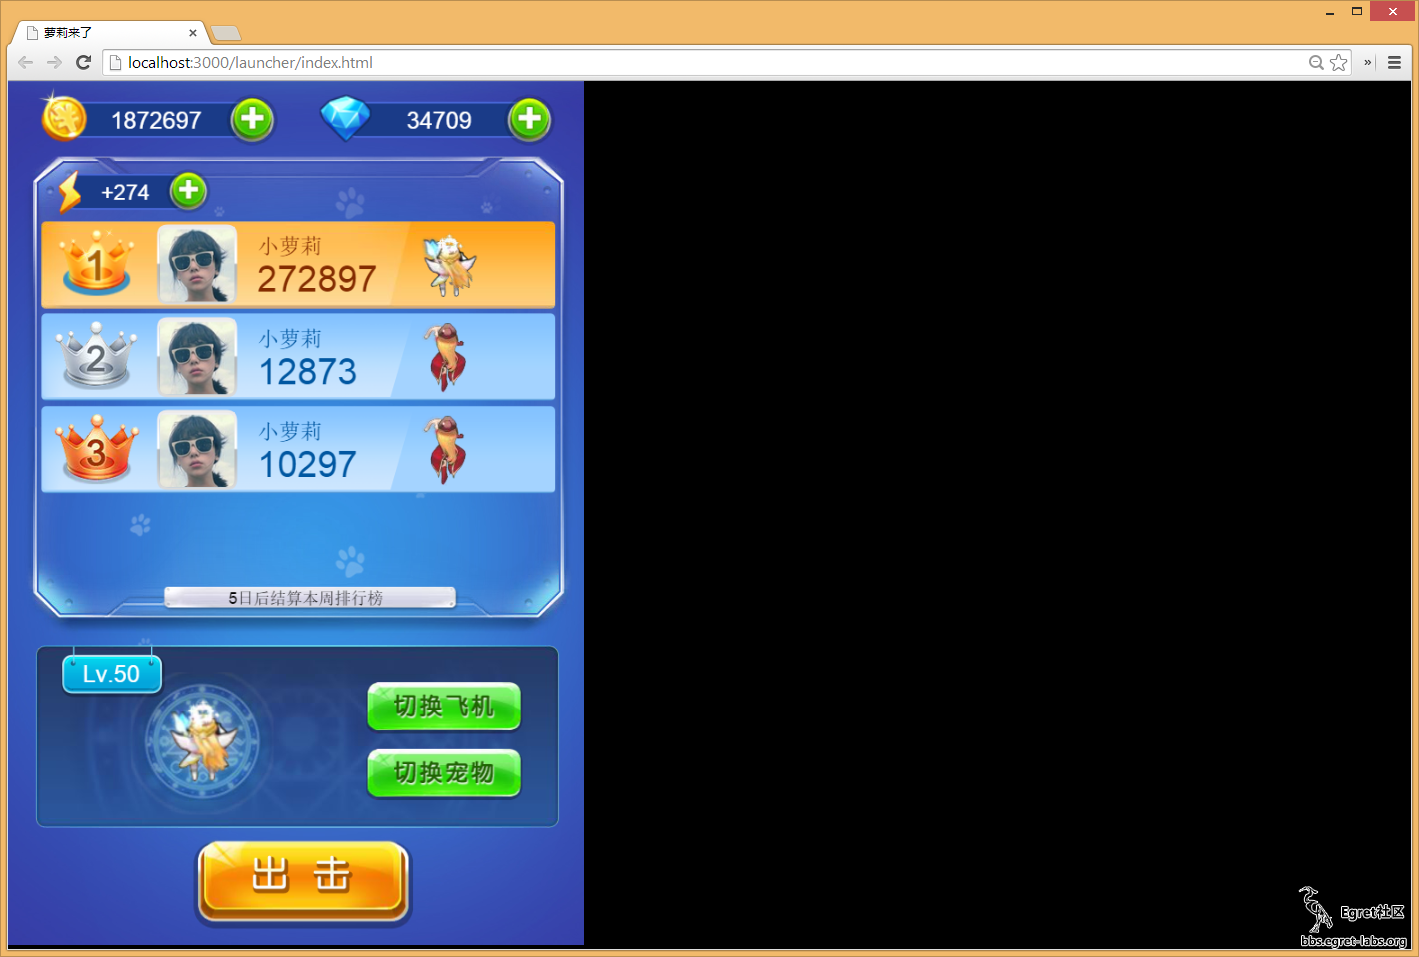 萝莉来了
localhost:3000/launcher/index.html
1872697
34709
+274
1
小萝莉
272897
2
小萝莉
12873
3
小萝莉
10297
5日后结算本周排行榜
Lv.50
切换飞机
切换宠物
出 击
Egret社区
bbs.egret-labs.org